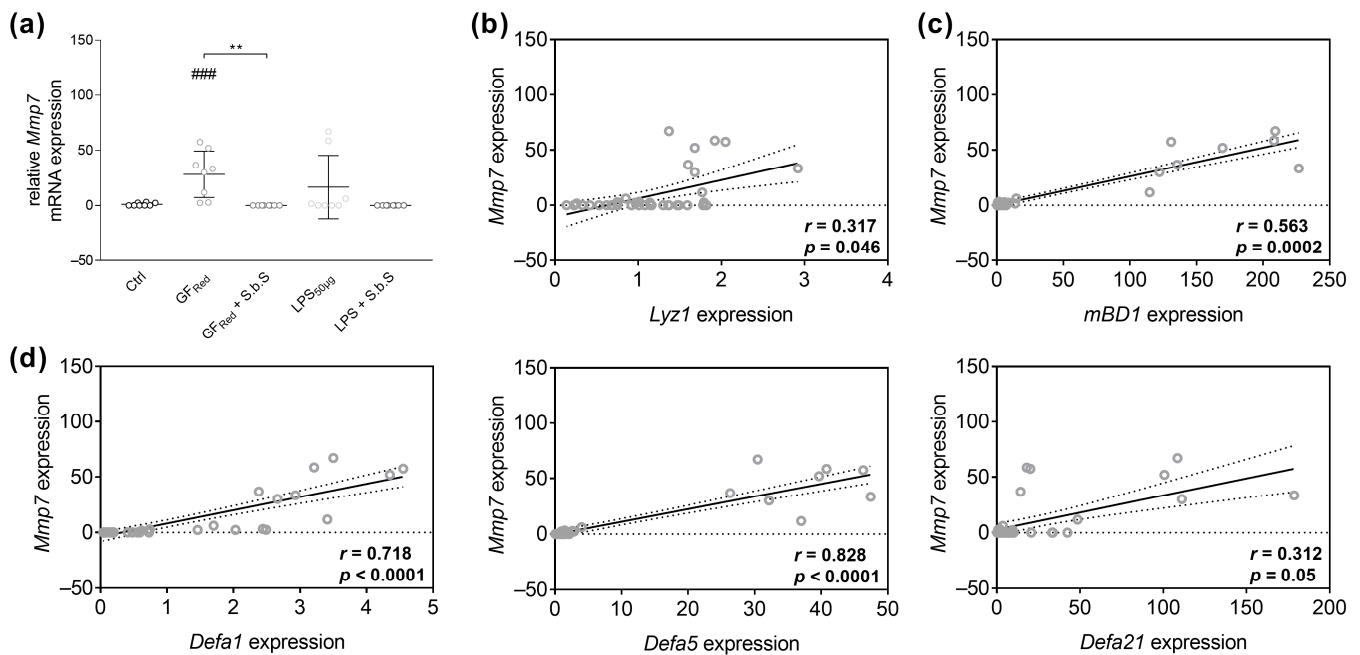 (a)
relative Mmp7
mRNA expression
150
100
50
0
–50
**
###
Ctrl
GFRed
GFRed + S.b.S
LPS50µg
LPS + S.b.S
(b)
Mmp7 expression
150
100
50
0
–50
0 1 2 3 4
r = 0.317
p = 0.046
Lyz1 expression
(c)
Mmp7 expression
150
100
50
0
–50
0 50 100 150 200 250
r = 0.563
p = 0.0002
mBD1 expression
(d)
Mmp7 expression
150
100
50
0
–50
0 1 2 3 4 5
r = 0.718
p < 0.0001
Defa1 expression
Mmp7 expression
150
100
50
0
–50
0 10 20 30 40 50
r = 0.828
p < 0.0001
Defa5 expression
Mmp7 expression
150
100
50
0
–50
0 50 100 150 200
r = 0.312
p = 0.05
Defa21 expression